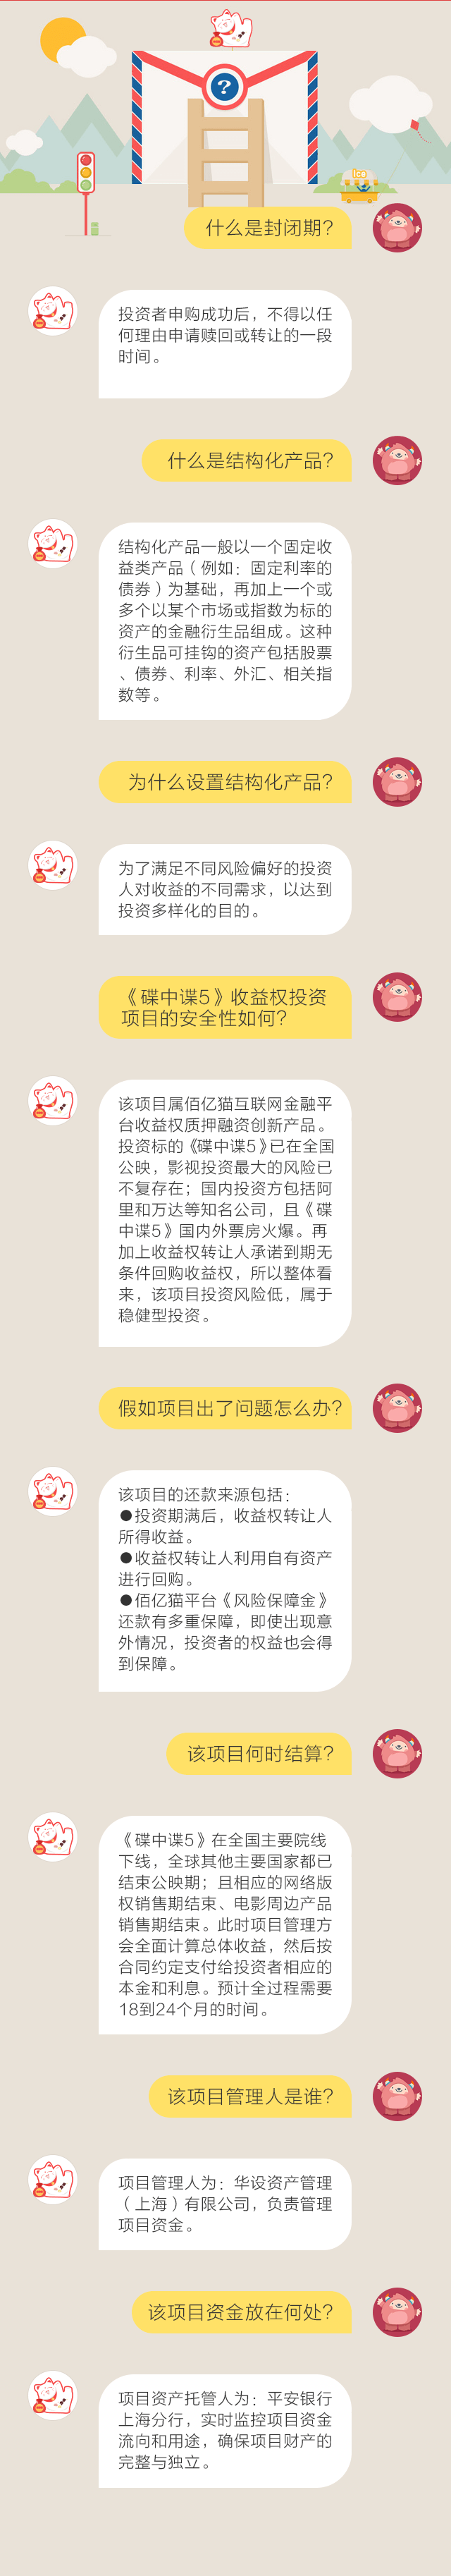 ?
Ice
什么是封闭期?
投资者申购成功后，不得以任
何理由申请赎回或转让的一段
时间。
什么是结构化产品?
结构化产品一般以一个固定收
益类产品（例如：固定利率的
债券）为基础，再加上一个或
多个以某个市场或指数为标的
资产的金融衍生品组成。这种
衍生品可挂钩的资产包括股票
、债券、利率、外汇、相关指
数等。
为什么设置结构化产品?
为了满足不同风险偏好的投资
人对收益的不同需求，以达到
投资多样化的目的。
《碟中谍5》收益权投资
项目的安全性如何?
该项目属佰亿猫互联网金融平
台收益权质押融资创新产品。
投资标的《碟中谍5》已在全国
公映，影视投资最大的风险已
不复存在；国内投资方包括阿
里和万达等知名公司，且《碟
中谍5》国内外票房火爆。再
加上收益权转让人承诺到期无
条件回购收益权，所以整体看
来，该项目投资风险低，属于
稳健型投资。
假如项目出了问题怎么办?
该项目的还款来源包括：
●投资期满后，收益权转让人
所得收益。
●收益权转让人利用自有资产
进行回购。
●佰亿猫平台《风险保障金》
还款有多重保障，即使出现意
外情况，投资者的权益也会得
到保障。
该项目何时结算?
《碟中谍5》在全国主要院线
下线，全球其他主要国家都已
结束公映期；且相应的网络版
权销售期结束、电影周边产品
销售期结束。此时项目管理方
会全面计算总体收益，然后按
合同约定支付给投资者相应的
本金和利息。预计全过程需要
18到24个月的时间。
该项目管理人是谁?
项目管理人为：华设资产管理
（上海）有限公司，负责管理
项目资金。
该项目资金放在何处?
项目资产托管人为：平安银行
上海分行，实时监控项目资金
流向和用途，确保项目财产的
完整与独立。